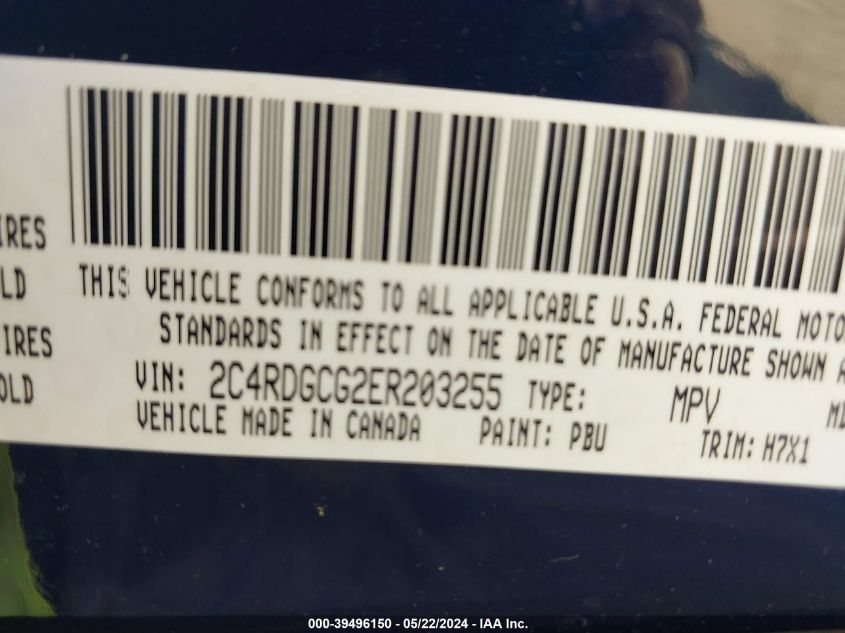 IRES
LD
IRES
OLD
THIS VEHICLE CONFORMS TO ALL APPLICABLE U.S.A. FEDERAL MOTO
STANDARDS IN EFFECT ON THE DATE OF MANUFACTURE SHOWN A
VIN: 2C4RDGCG2ER203255 TYPE: MPV MD
VEHICLE MADE IN CANADA PAINT: PBU TRIM: H7X1
000-39496150 - 05/22/2024 - IAA Inc.